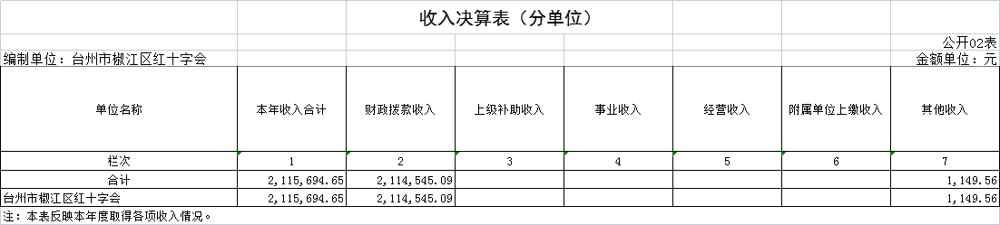 收入决算表（分单位）
公开02表
编制单位：台州市椒江区红十字会 金额单位：元
单位名称 本年收入合计 财政拨款收入 上级补助收入 事业收入 经营收入 附属单位上缴收入 其他收入
栏次 1 2 3 4 5 6 7
合计 2,115,694.65 2,114,545.09 1,149.56
台州市椒江区红十字会 2,115,694.65 2,114,545.09 1,149.56
注：本表反映本年度取得各项收入情况。